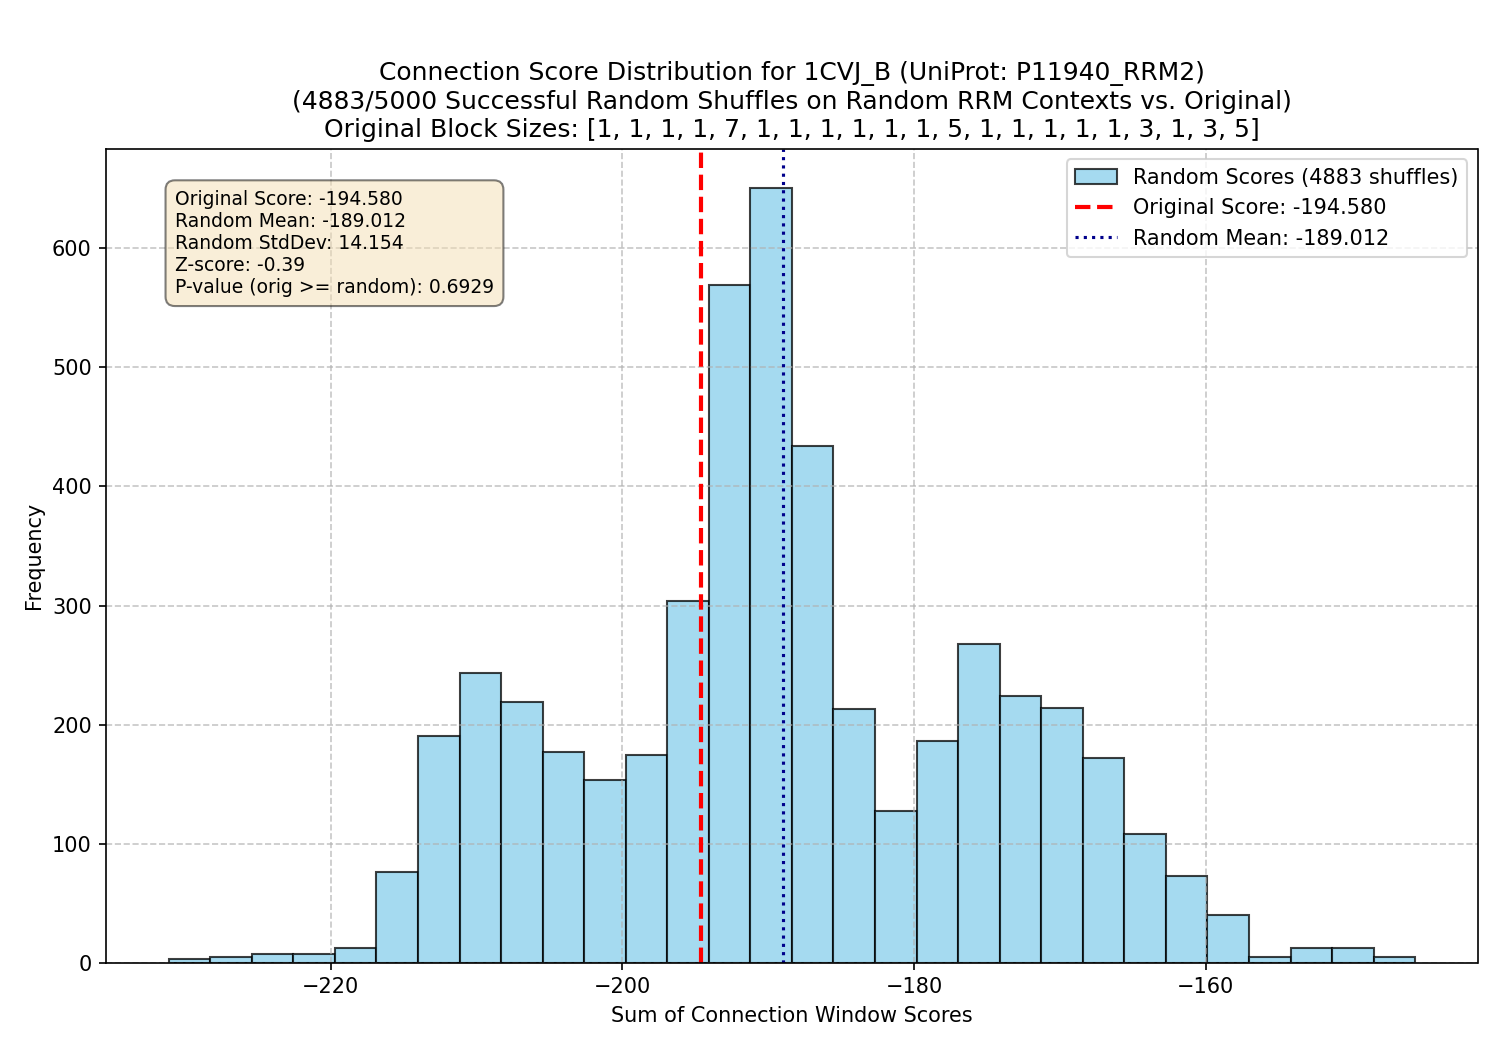 Connection Score Distribution for 1CVJ_B (UniProt: P11940_RRM2)
(4883/5000 Successful Random Shuffles on Random RRM Contexts vs. Original)
Original Block Sizes: [1, 1, 1, 1, 7, 1, 1, 1, 1, 1, 1, 5, 1, 1, 1, 1, 1, 3, 1, 3, 5]
Original Score: -194.580
Random Mean: -189.012
Random StdDev: 14.154
Z-score: -0.39
P-value (orig >= random): 0.6929
Random Scores (4883 shuffles)
Original Score: -194.580
Random Mean: -189.012
Frequency
600
500
400
300
200
100
0
−220
−200
−180
−160
Sum of Connection Window Scores